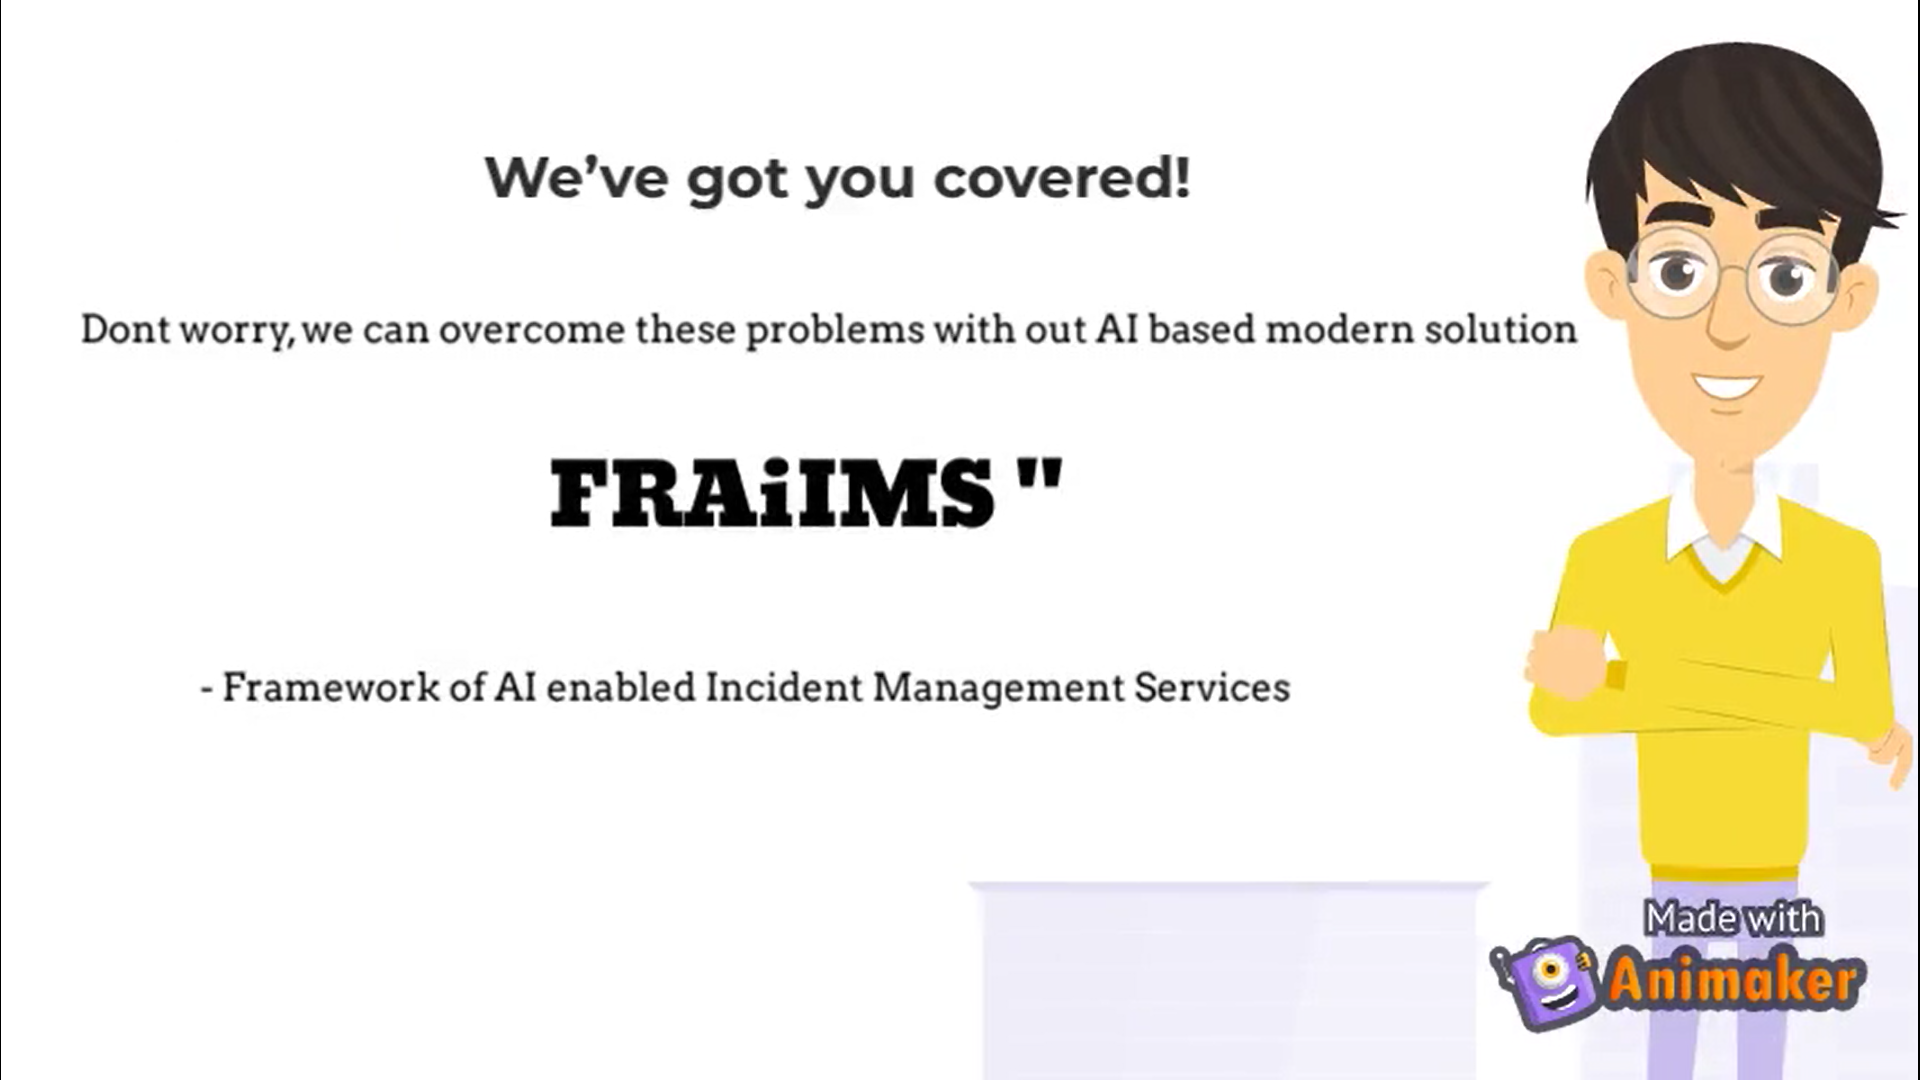 We’ve got you covered!
Dont worry, we can overcome these problems with out AI based modern solution
FRAiIMS "
- Framework of AI enabled Incident Management Services
Made with
Animaker